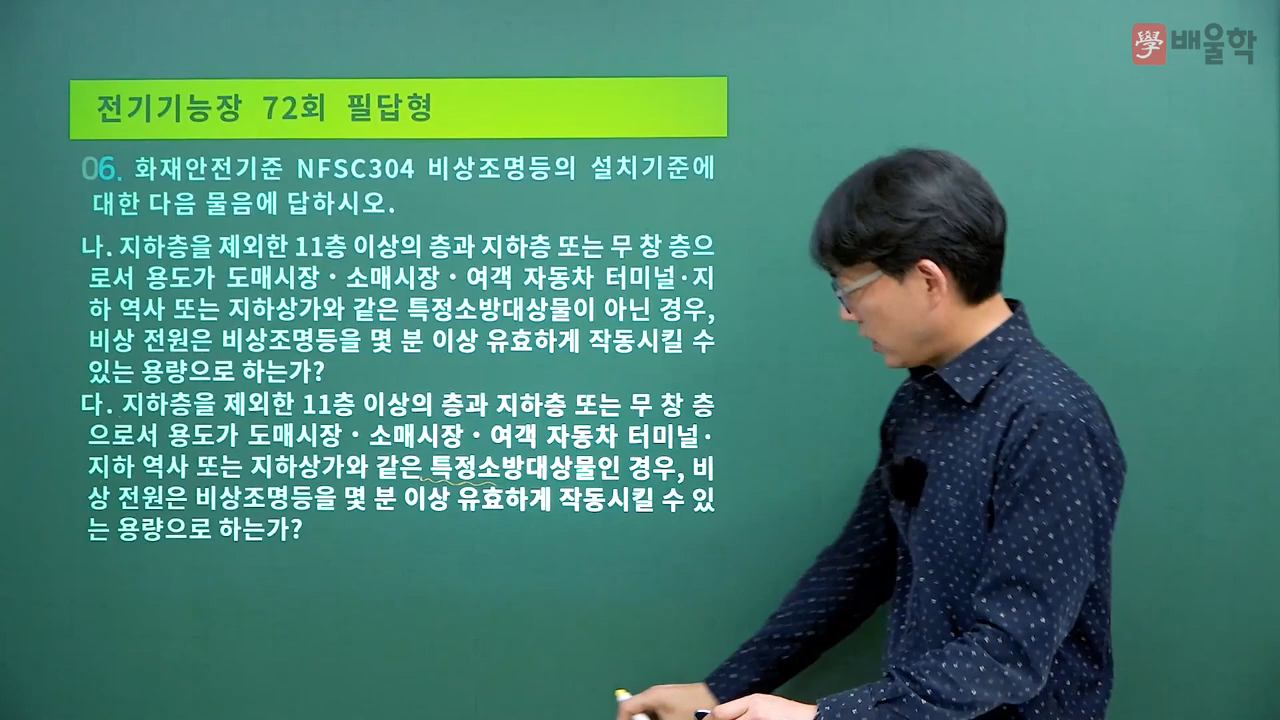 學배울학
전기기능장 72회 필답형
06. 화재안전기준 NFSC304 비상조명등의 설치기준에
대한 다음 물음에 답하시오.
나. 지하층을 제외한 11층 이상의 층과 지하층 또는 무 창 층으
로서 용도가 도매시장・소매시장・여객 자동차 터미널·지
하 역사 또는 지하상가와 같은 특정소방대상물이 아닌 경우,
비상 전원은 비상조명등을 몇 분 이상 유효하게 작동시킬 수
있는 용량으로 하는가?
다. 지하층을 제외한 11층 이상의 층과 지하층 또는 무 창 층
으로서 용도가 도매시장・소매시장・여객 자동차 터미널·
지하 역사 또는 지하상가와 같은 특정소방대상물인 경우, 비
상 전원은 비상조명등을 몇 분 이상 유효하게 작동시킬 수 있
는 용량으로 하는가?